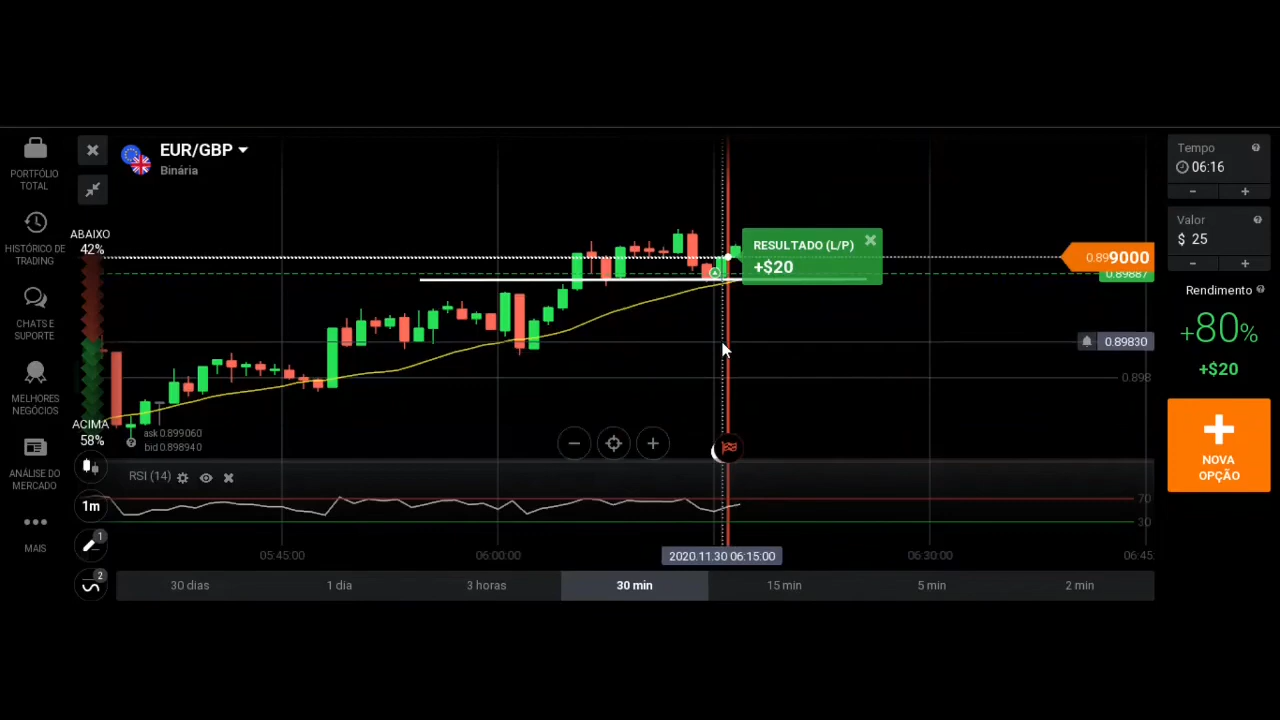 PORTFÓLIO
TOTAL
HISTÓRICO DE
TRADING
CHATS E
SUPORTE
MELHORES
NEGÓCIOS
ANÁLISE DO
MERCADO
MAIS
EUR/GBP
Binária
ABAIXO
42%
ACIMA
58%
ask 0.899060
bid 0.898940
RSI (14)
1m
1
2
RESULTADO (L/P)
+$20
0.899000
0.89887
0.89830
0.898
70
30
05:45:00
06:00:00
2020.11.30 06:15:00
06:30:00
06:45:
30 dias
1 dia
3 horas
30 min
15 min
5 min
2 min
Tempo
06:16
- +
Valor
$ 25
- +
Rendimento
+80%
+$20
NOVA
OPÇÃO